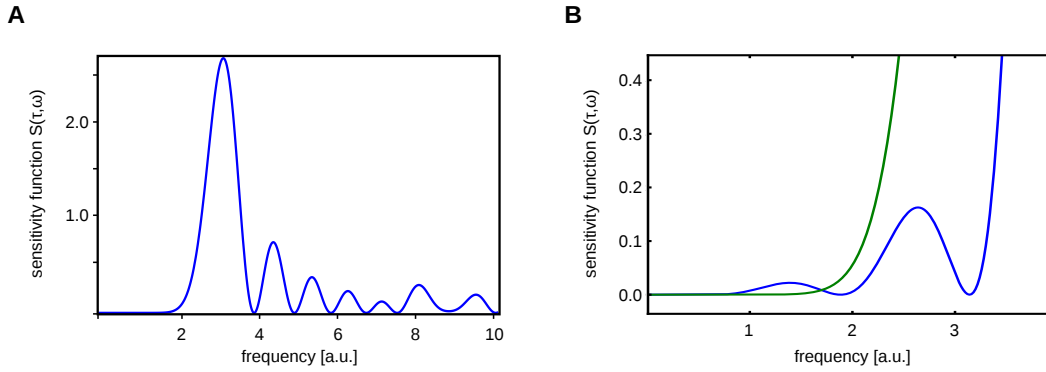 A
sensitivity function S(τ,ω)
2.0
1.0
2
4
6
8
10
frequency [a.u.]
B
sensitivity function S(τ,ω)
0.4
0.3
0.2
0.1
0.0
1
2
3
frequency [a.u.]